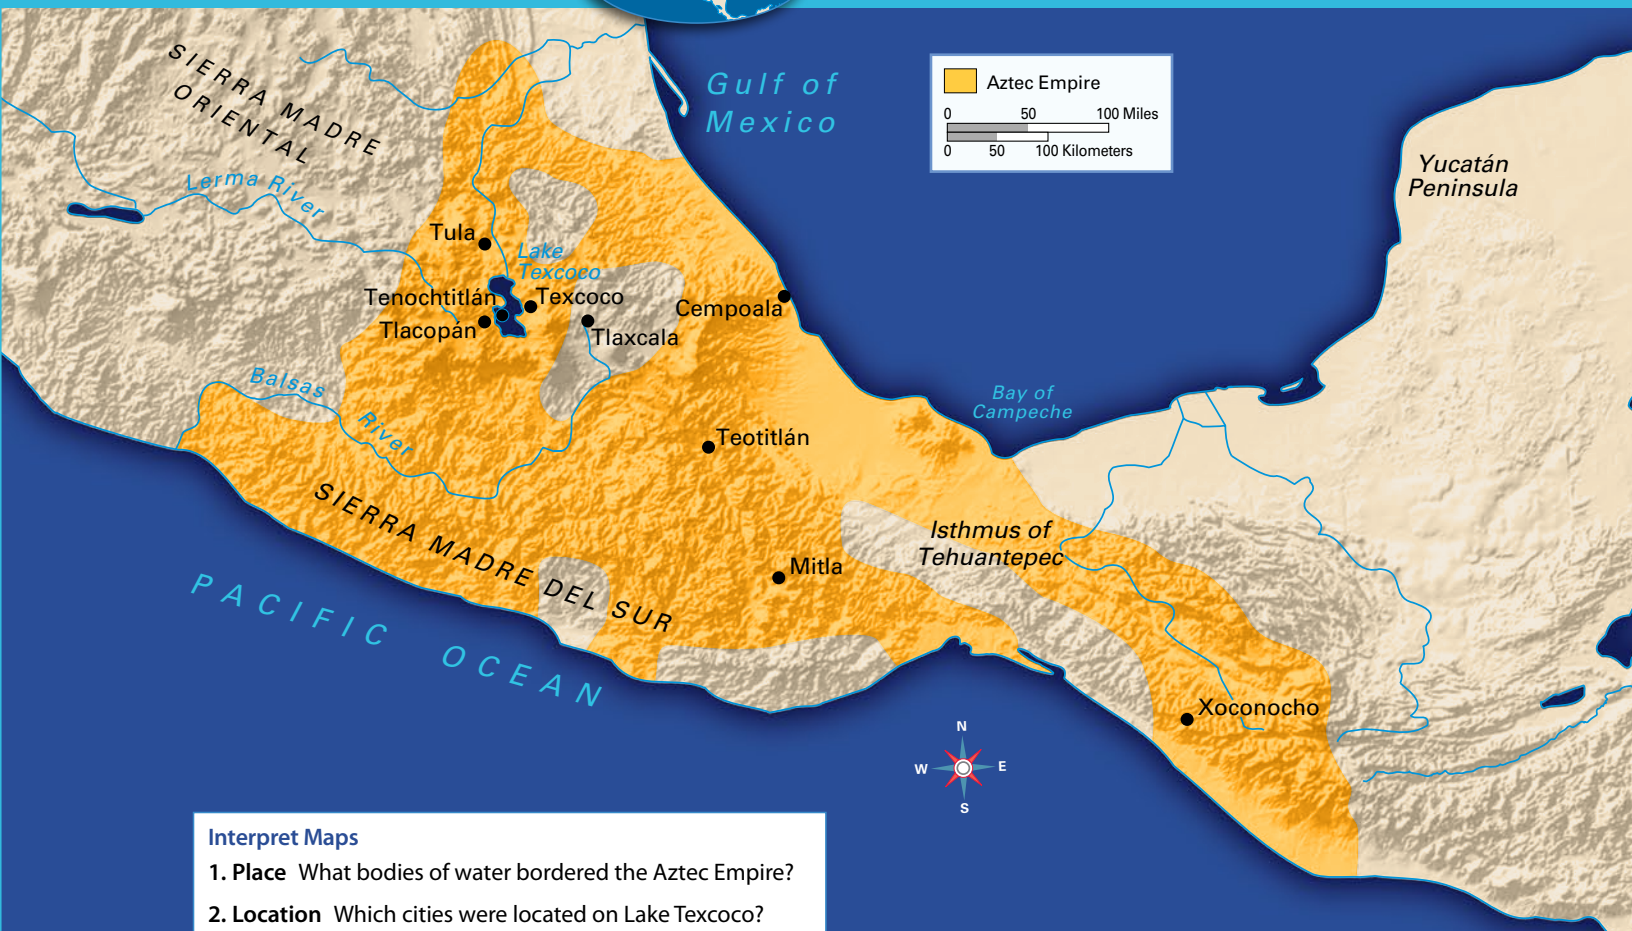 SIERRA MADRE
ORIENTAL
Gulf of
Mexico
Aztec Empire
0 50 100 Miles
0 50 100 Kilometers
Yucatán
Peninsula
Lerma River
Tula
Lake
Texcoco
Tenochtitlán
Texcoco
Tlacopán
Tlaxcala
Cempoala
Balsas
River
Bay of
Campeche
Teotitlán
SIERRA MADRE DEL SUR
Isthmus of
Tehuantepec
Mitla
PACIFIC OCEAN
Xoconocho
N
W E
S
Interpret Maps
1. Place What bodies of water bordered the Aztec Empire?
2. Location Which cities were located on Lake Texcoco?